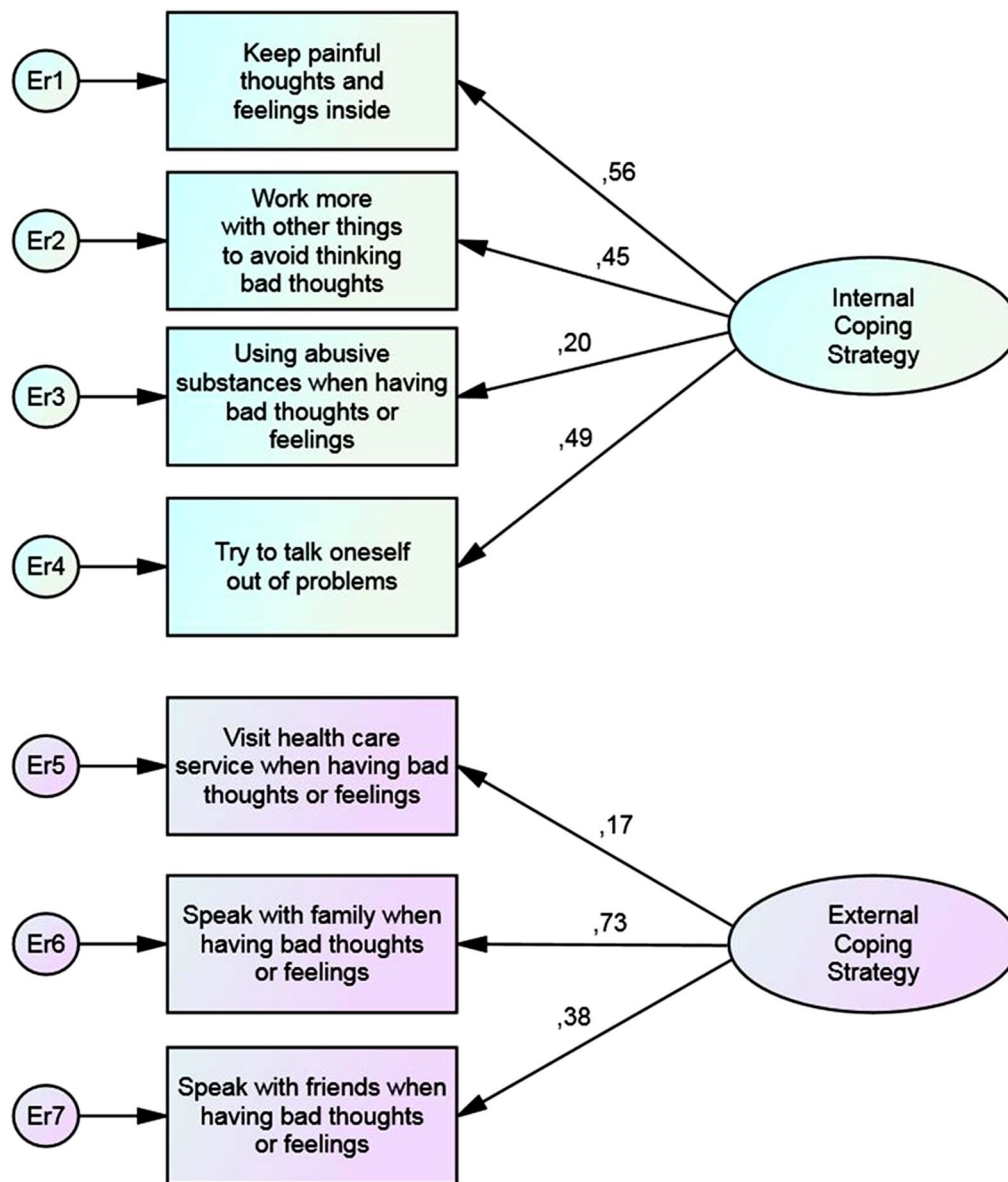 Er1
Keep painful
thoughts and
feelings inside
,56
Er2
Work more
with other things
to avoid thinking
bad thoughts
,45
Internal
Coping
Strategy
Er3
Using abusive
substances when having
bad thoughts or
feelings
,20
,49
Er4
Try to talk oneself
out of problems
Er5
Visit health care
service when having bad
thoughts or feelings
,17
Er6
Speak with family when
having bad thoughts
or feelings
,73
External
Coping
Strategy
,38
Er7
Speak with friends when
having bad thoughts
or feelings